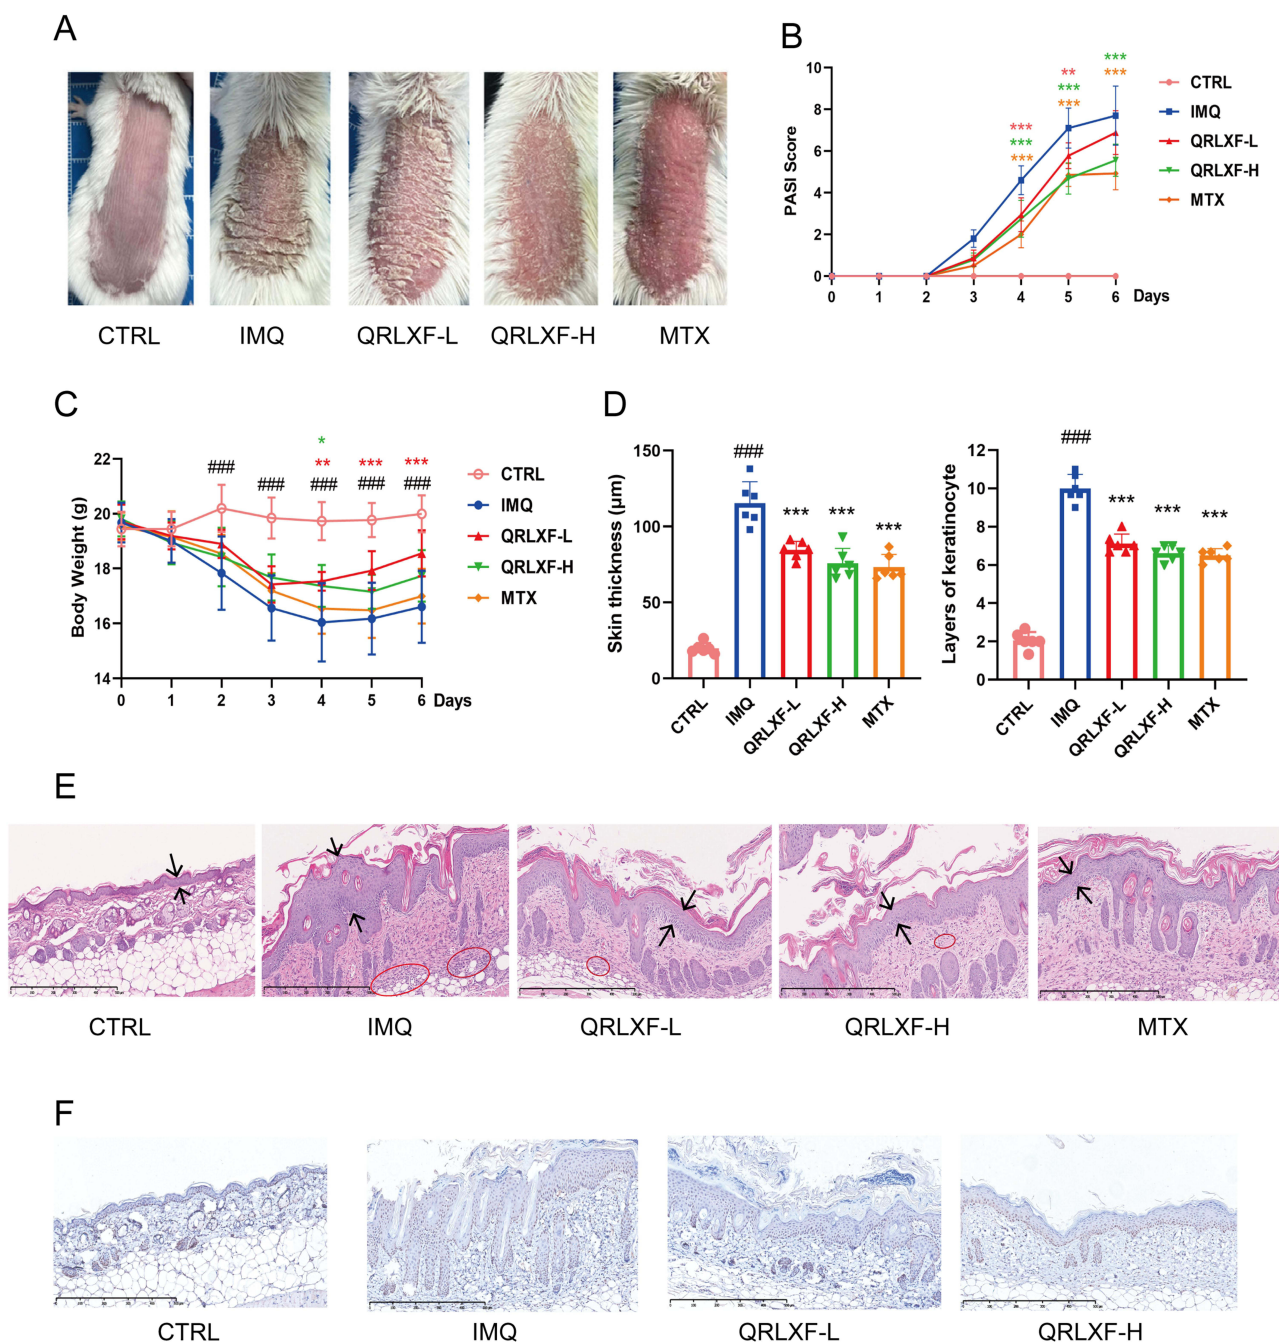 A
CTRL
IMQ
QRLXF-L
QRLXF-H
MTX
B
PASI Score
10
8
6
4
2
0
0 1 2 3 4 5 6 Days
***
***
***
**
***
***
***
***
CTRL
IMQ
QRLXF-L
QRLXF-H
MTX
C
Body Weight (g)
22
20
18
16
14
0 1 2 3 4 5 6 Days
###
###
*
**
###
***
###
***
###
CTRL
IMQ
QRLXF-L
QRLXF-H
MTX
D
Skin thickness (μm)
150
100
50
0
###
***
***
***
CTRL
IMQ
QRLXF-L
QRLXF-H
MTX
Layers of keratinocyte
12
10
8
6
4
2
0
###
***
***
***
CTRL
IMQ
QRLXF-L
QRLXF-H
MTX
E
CTRL
IMQ
QRLXF-L
QRLXF-H
MTX
F
CTRL
IMQ
QRLXF-L
QRLXF-H